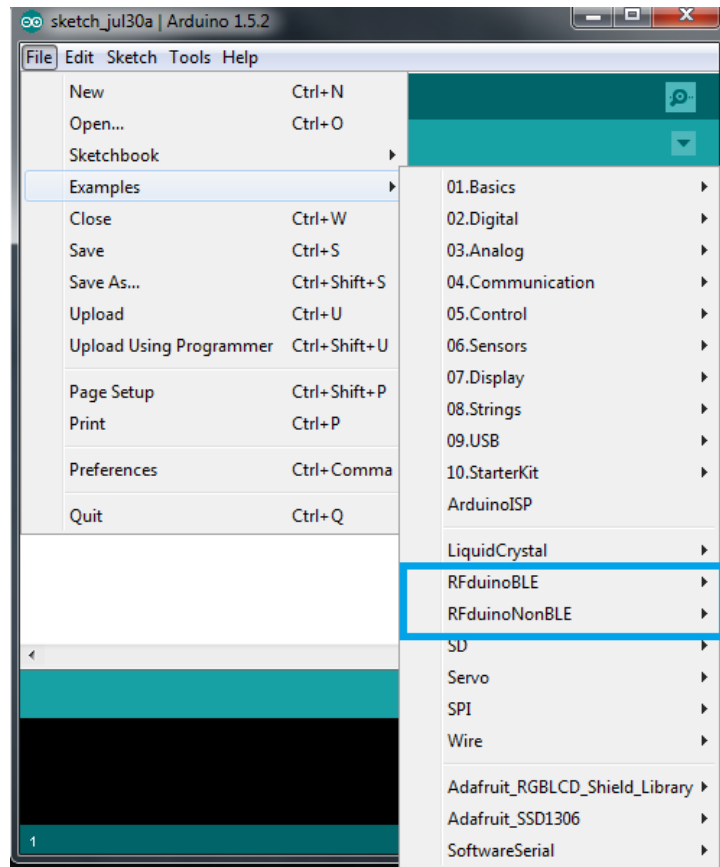 sketch_jul30a | Arduino 1.5.2
File Edit Sketch Tools Help
New Ctrl+N
Open... Ctrl+O
Sketchbook
Examples
Close Ctrl+W
Save Ctrl+S
Save As... Ctrl+Shift+S
Upload Ctrl+U
Upload Using Programmer Ctrl+Shift+U
Page Setup Ctrl+Shift+P
Print Ctrl+P
Preferences Ctrl+Comma
Quit Ctrl+Q
01.Basics
02.Digital
03.Analog
04.Communication
05.Control
06.Sensors
07.Display
08.Strings
09.USB
10.StarterKit
ArduinoISP
LiquidCrystal
RFduinoBLE
RFduinoNonBLE
SD
Servo
SPI
Wire
Adafruit_RGBLCD_Shield_Library
Adafruit_SSD1306
SoftwareSerial
1